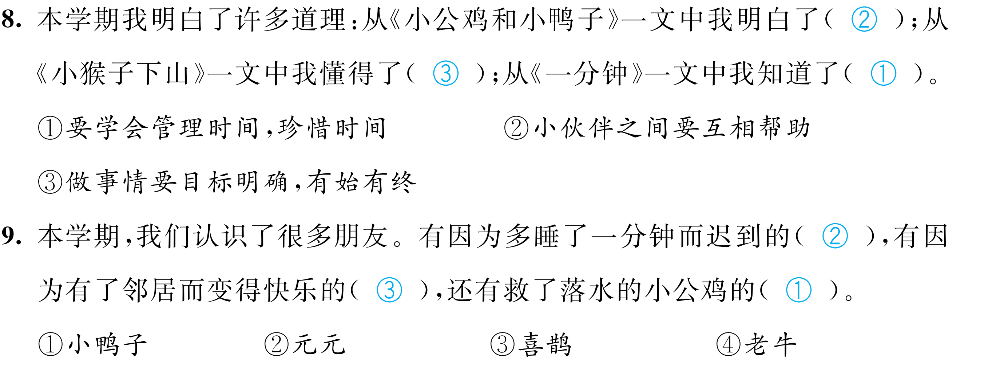 8. 本学期我明白了许多道理:从《小公鸡和小鸭子》一文中我明白了( ② );从
《小猴子下山》一文中我懂得了( ③ );从《一分钟》一文中我知道了( ① )。
①要学会管理时间,珍惜时间 ②小伙伴之间要互相帮助
③做事情要目标明确,有始有终
9. 本学期,我们认识了很多朋友。有因为多睡了一分钟而迟到的( ② ),有因
为有了邻居而变得快乐的( ③ ),还有救了落水的小公鸡的( ① )。
①小鸭子 ②元元 ③喜鹊 ④老牛